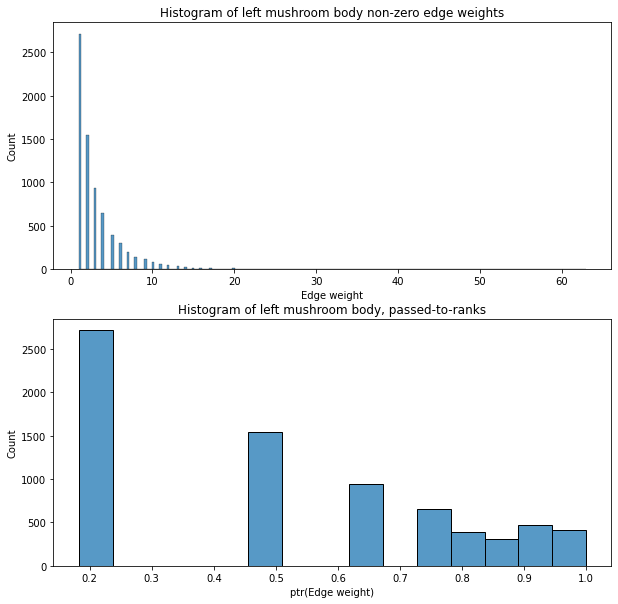 Histogram of left mushroom body non-zero edge weights
2500
2000
1500
1000
500
0
Count
0 10 20 30 40 50 60
Edge weight
Histogram of left mushroom body, passed-to-ranks
2500
2000
1500
1000
500
0
Count
0.2 0.3 0.4 0.5 0.6 0.7 0.8 0.9 1.0
ptr(Edge weight)